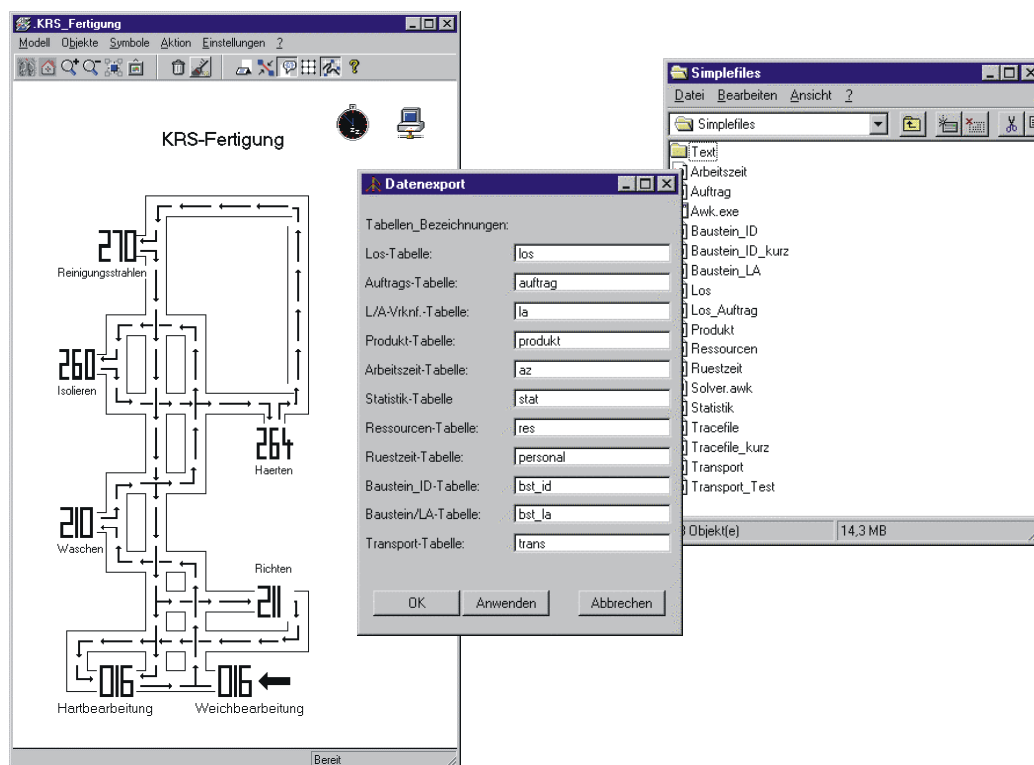 .KRS_Fertigung
Modell Objekte Symbole Aktion Einstellungen ?
KRS-Fertigung
270
Reinigungsstrahlen
260
Isolieren
264
Haerten
210
Waschen
Richten
211
016
016
Hartbearbeitung
Weichbearbeitung
Bereit
Datenexport
Tabellen_Bezeichnungen:
Los-Tabelle: los
Auftrags-Tabelle: auftrag
L/A-Vrknf.-Tabelle: la
Produkt-Tabelle: produkt
Arbeitszeit-Tabelle: az
Statistik-Tabelle stat
Ressourcen-Tabelle: res
Ruestzeit-Tabelle: personal
Baustein_ID-Tabelle: bst_id
Baustein/LA-Tabelle: bst_la
Transport-Tabelle: trans
OK Anwenden Abbrechen
Simplefiles
Datei Bearbeiten Ansicht ?
Simplefiles
Text
Arbeitszeit
Auftrag
Awk.exe
Baustein_ID
Baustein_ID_kurz
Baustein_LA
Los
Los_Auftrag
Produkt
Ressourcen
Ruestzeit
Solver.awk
Statistik
Tracefile
Tracefile_kurz
Transport
Transport_Test
Objekt(e) 14,3 MB